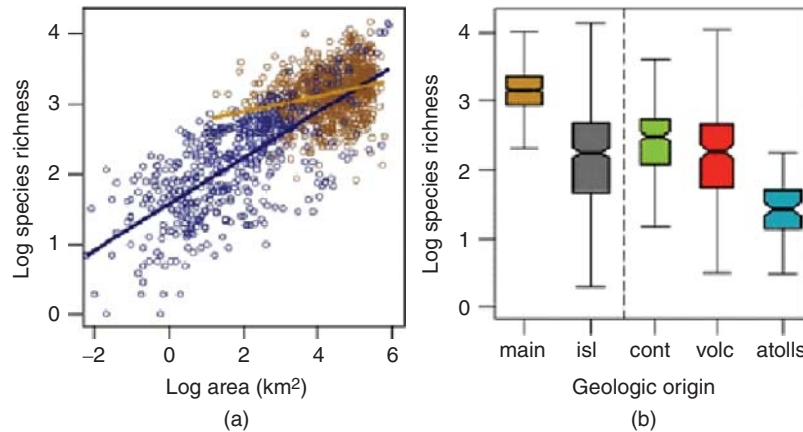 Log species richness
4
3
2
1
0
−2 0 2 4 6
Log area (km²)
(a)
Log species richness
4
3
2
1
0
main isl cont volc atolls
Geologic origin
(b)